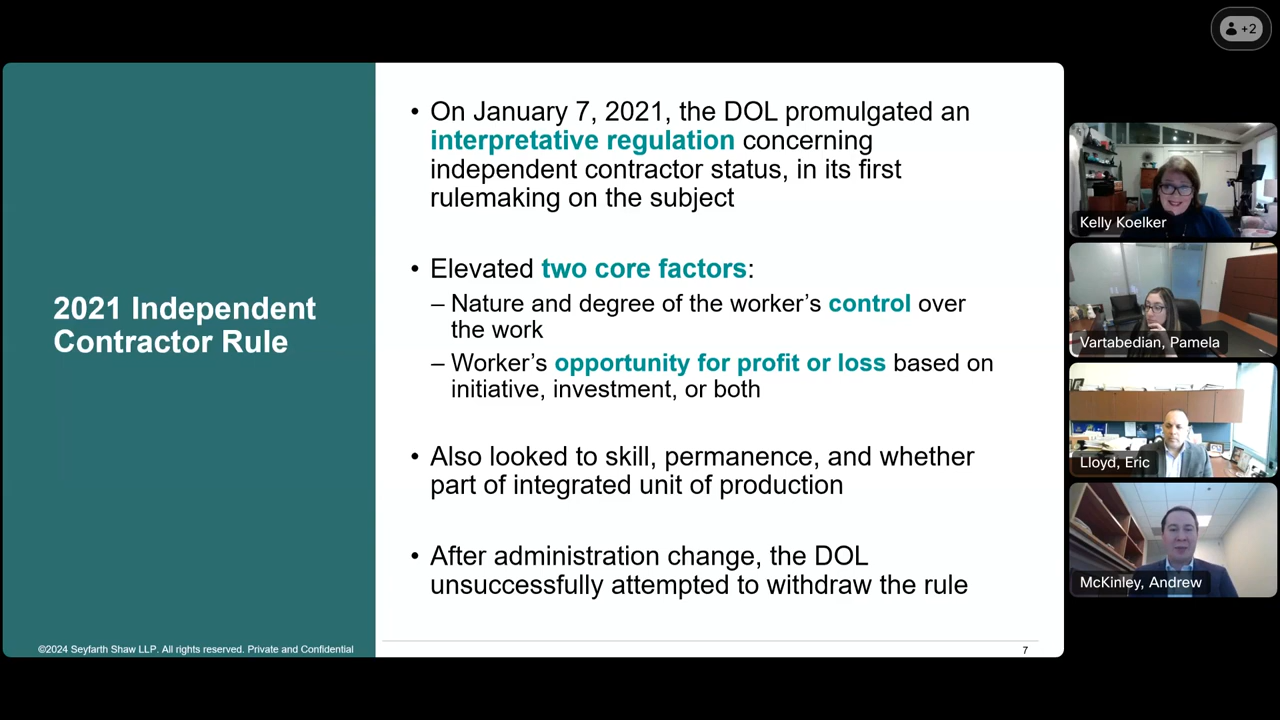 +2
2021 Independent
Contractor Rule
• On January 7, 2021, the DOL promulgated an
interpretative regulation concerning
independent contractor status, in its first
rulemaking on the subject
• Elevated two core factors:
– Nature and degree of the worker’s control over
the work
– Worker’s opportunity for profit or loss based on
initiative, investment, or both
• Also looked to skill, permanence, and whether
part of integrated unit of production
• After administration change, the DOL
unsuccessfully attempted to withdraw the rule
©2024 Seyfarth Shaw LLP. All rights reserved. Private and Confidential
7
Kelly Koelker
Vartabedian, Pamela
Lloyd, Eric
McKinley, Andrew